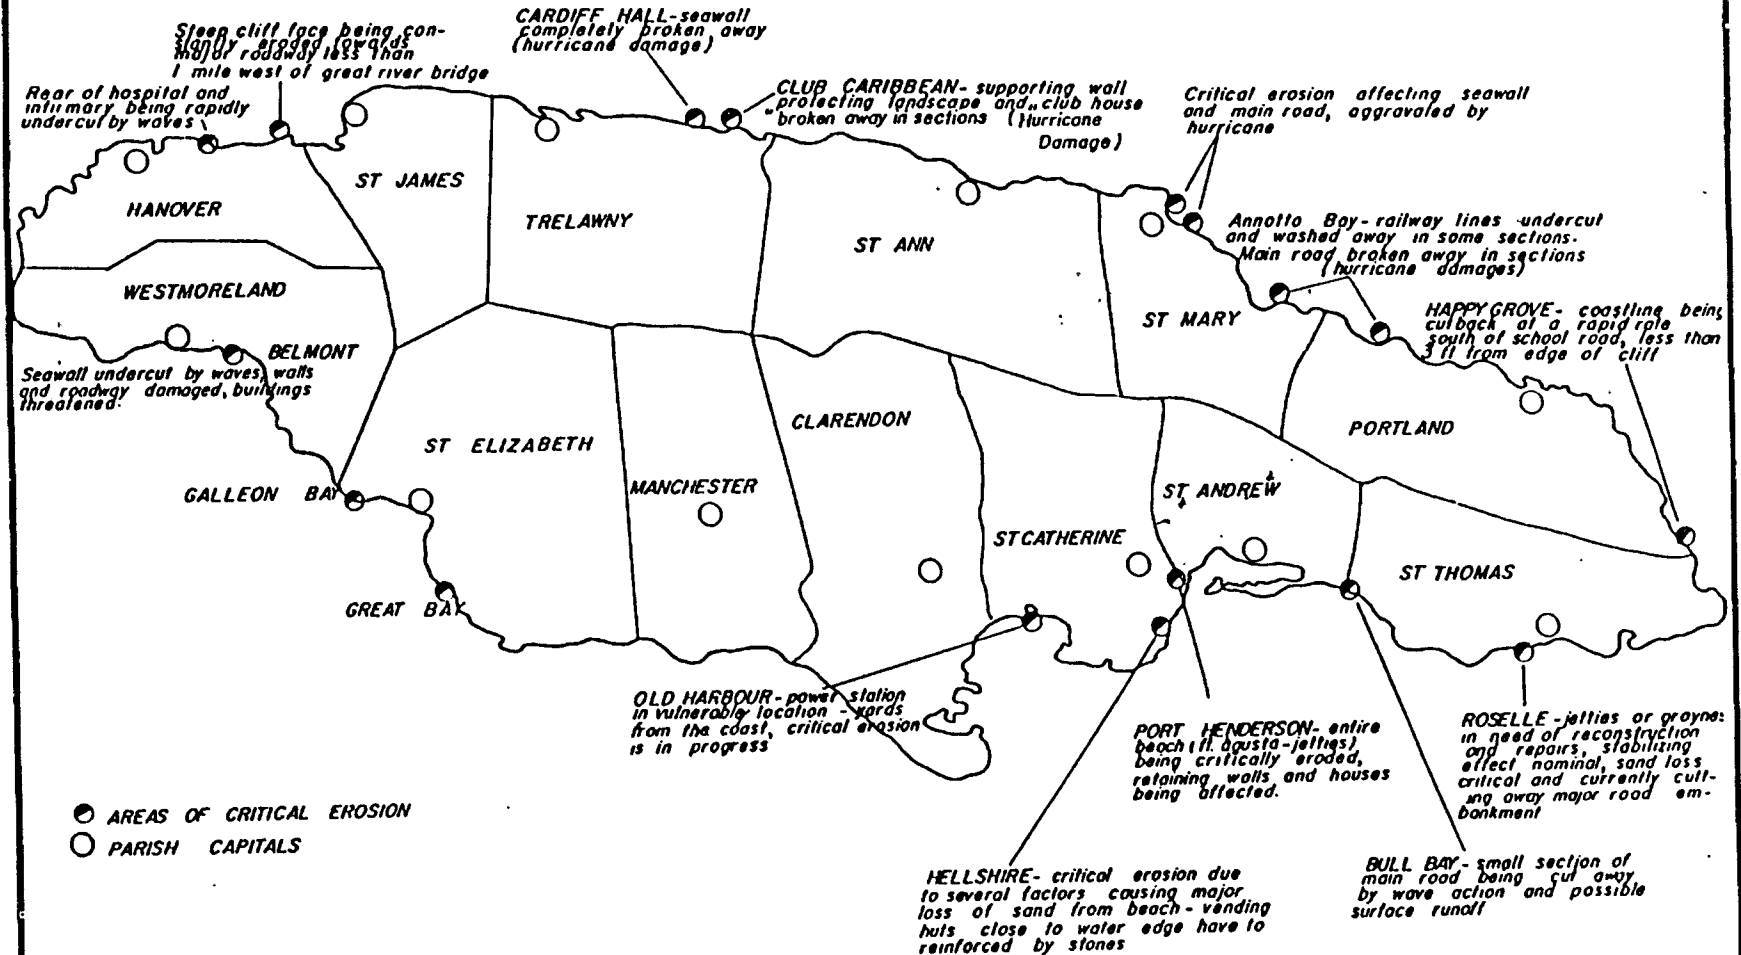 CARDIFF HALL-seawall
completely broken away
(hurricane damage)
Steep cliff face being con-
stantly eroded towards
major roadway less than
1 mile west of great river bridge
Rear of hospital and
infirmary being rapidly
undercut by waves
CLUB CARIBBEAN- supporting wall
protecting landscape and club house
broken away in sections (Hurricane
Damage)
Critical erosion affecting seawall
and main road, aggravated by
hurricane
Annotto Bay - railway lines undercut
and washed away in some sections.
Main road broken away in sections
(hurricane damages)
HAPPY GROVE - coastline being
cut back at a rapid rate
south of school road, less than
3 ft from edge of cliff
HANOVER
ST JAMES
TRELAWNY
ST ANN
WESTMORELAND
ST MARY
BELMONT
Seawall undercut by waves, walls
and roadway damaged, buildings
threatened.
ST ELIZABETH
CLARENDON
PORTLAND
GALLEON BAY
MANCHESTER
ST ANDREW
ST CATHERINE
ST THOMAS
GREAT BAY
OLD HARBOUR - power station
in vulnerable location - yards
from the coast, critical erosion
is in progress
PORT HENDERSON- entire
beach (ft. agusta-jetties)
being critically eroded,
retaining walls and houses
being affected.
ROSELLE -jetties or groynes
in need of reconstruction
and repairs, stabilizing
effect nominal, sand loss
critical and currently cutt-
ing away major road em-
bankment
AREAS OF CRITICAL EROSION
PARISH CAPITALS
HELLSHIRE- critical erosion due
to several factors causing major
loss of sand from beach - vending
huts close to water edge have to
reinforced by stones
BULL BAY - small section of
main road being cut away
by wave action and possible
surface runoff